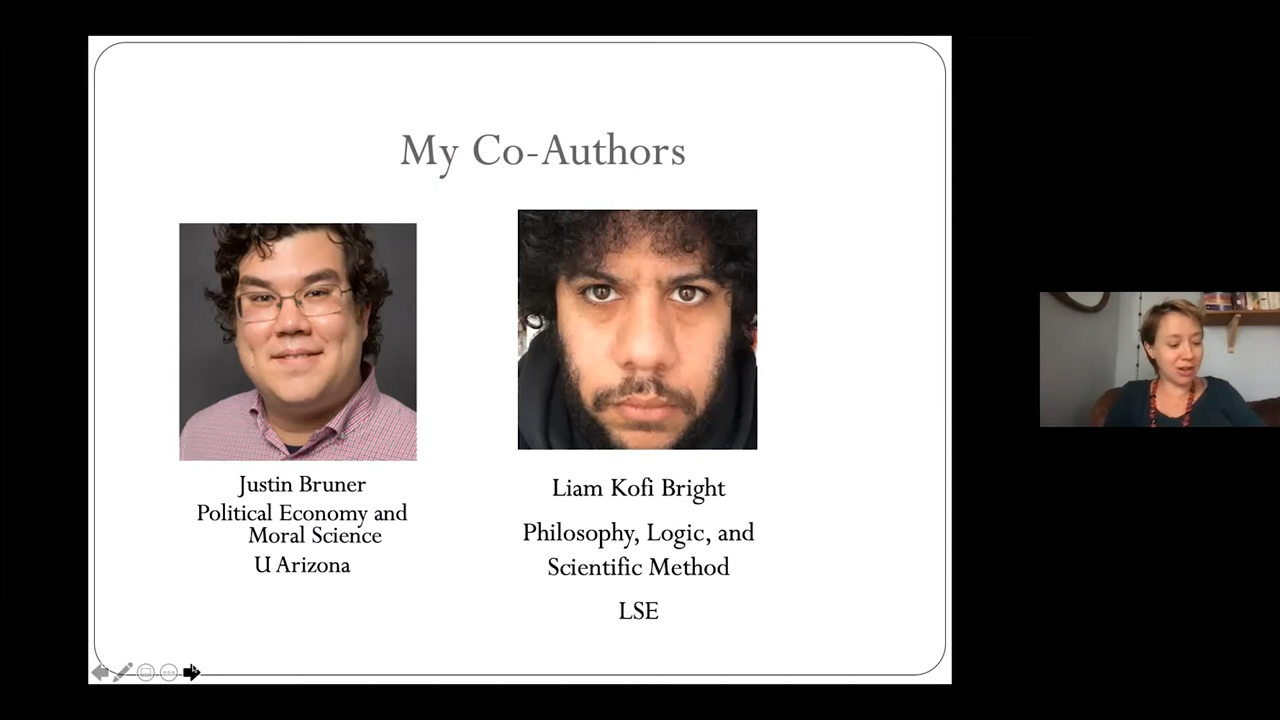 My Co-Authors
Justin Bruner
Political Economy and
Moral Science
U Arizona
Liam Kofi Bright
Philosophy, Logic, and
Scientific Method
LSE